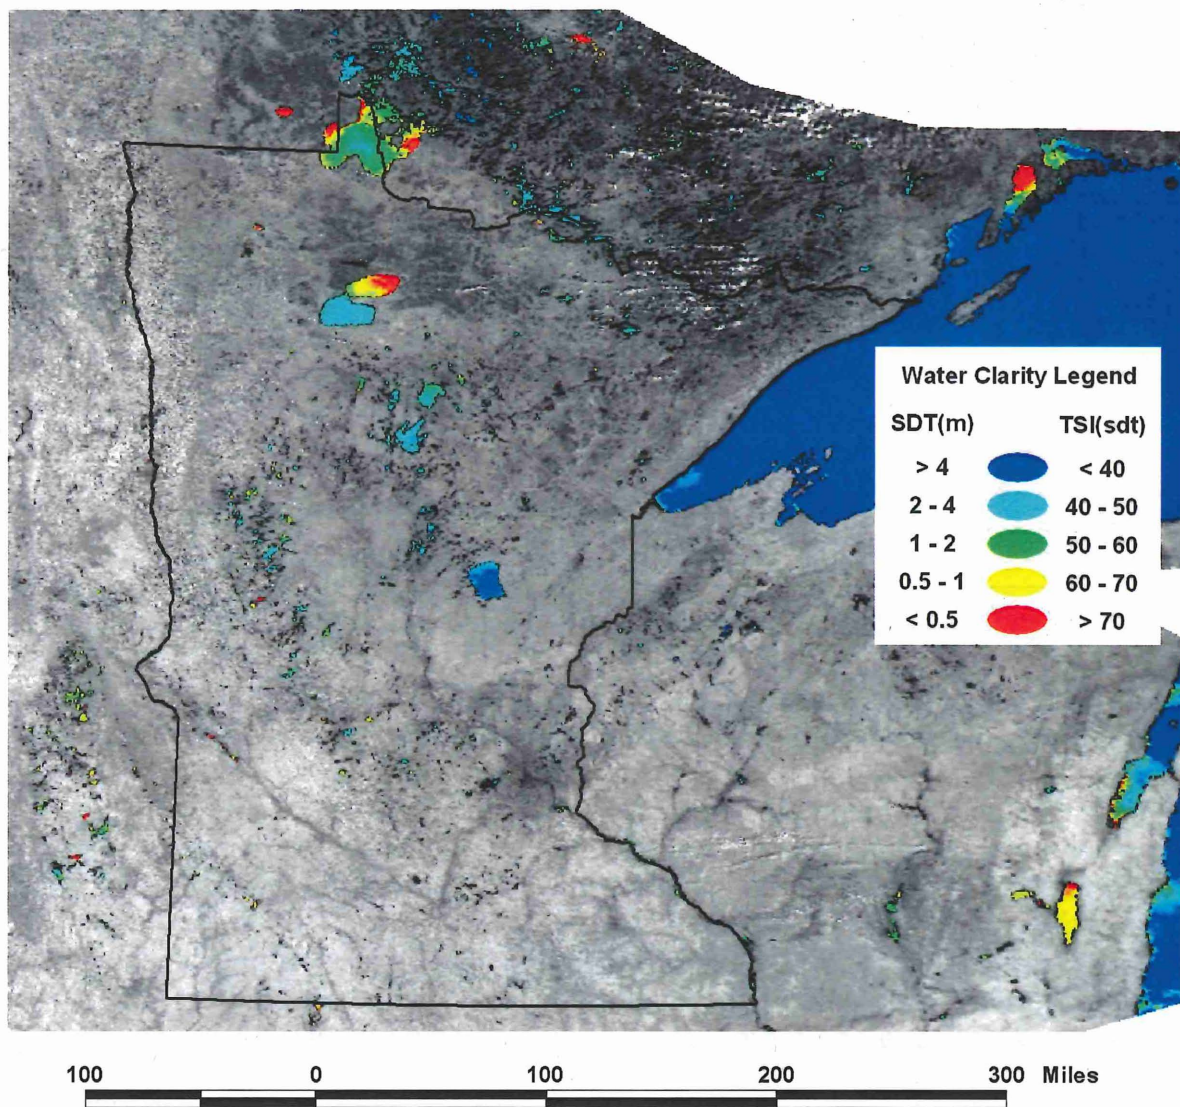 Water Clarity Legend
SDT(m) TSI(sdt)
> 4 < 40
2 - 4 40 - 50
1 - 2 50 - 60
0.5 - 1 60 - 70
< 0.5 > 70
100 0 100 200 300 Miles